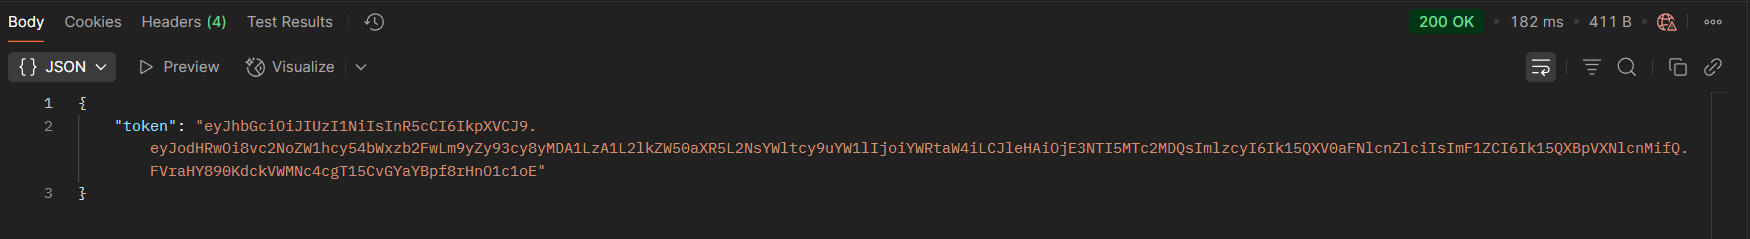 Body Cookies Headers (4) Test Results 200 OK • 182 ms • 411 B •
{} JSON Preview Visualize
1 {
2 "token": "eyJhbGciOiJIUzI1NiIsInR5cCI6IkpXVCJ9.
eyJodHRwOi8vc2NoZW1hcy54bWxzb2FwLm9yZy93cy8yMDA1LzA1L2lkZW50aXR5L2NsYWltcy9uYW1lIjoiYWRtaW4iLCJleHAiOjE3NTI5MTc2MDQsImlzcyI6Ik15QXV0aFNlcnZlciIsImF1ZCI6Ik15QXBpVXNlcnMifQ.
FVraHY890KdckVWMNc4cgT15CvGYaYBpf8rHnO1c1oE"
3 }